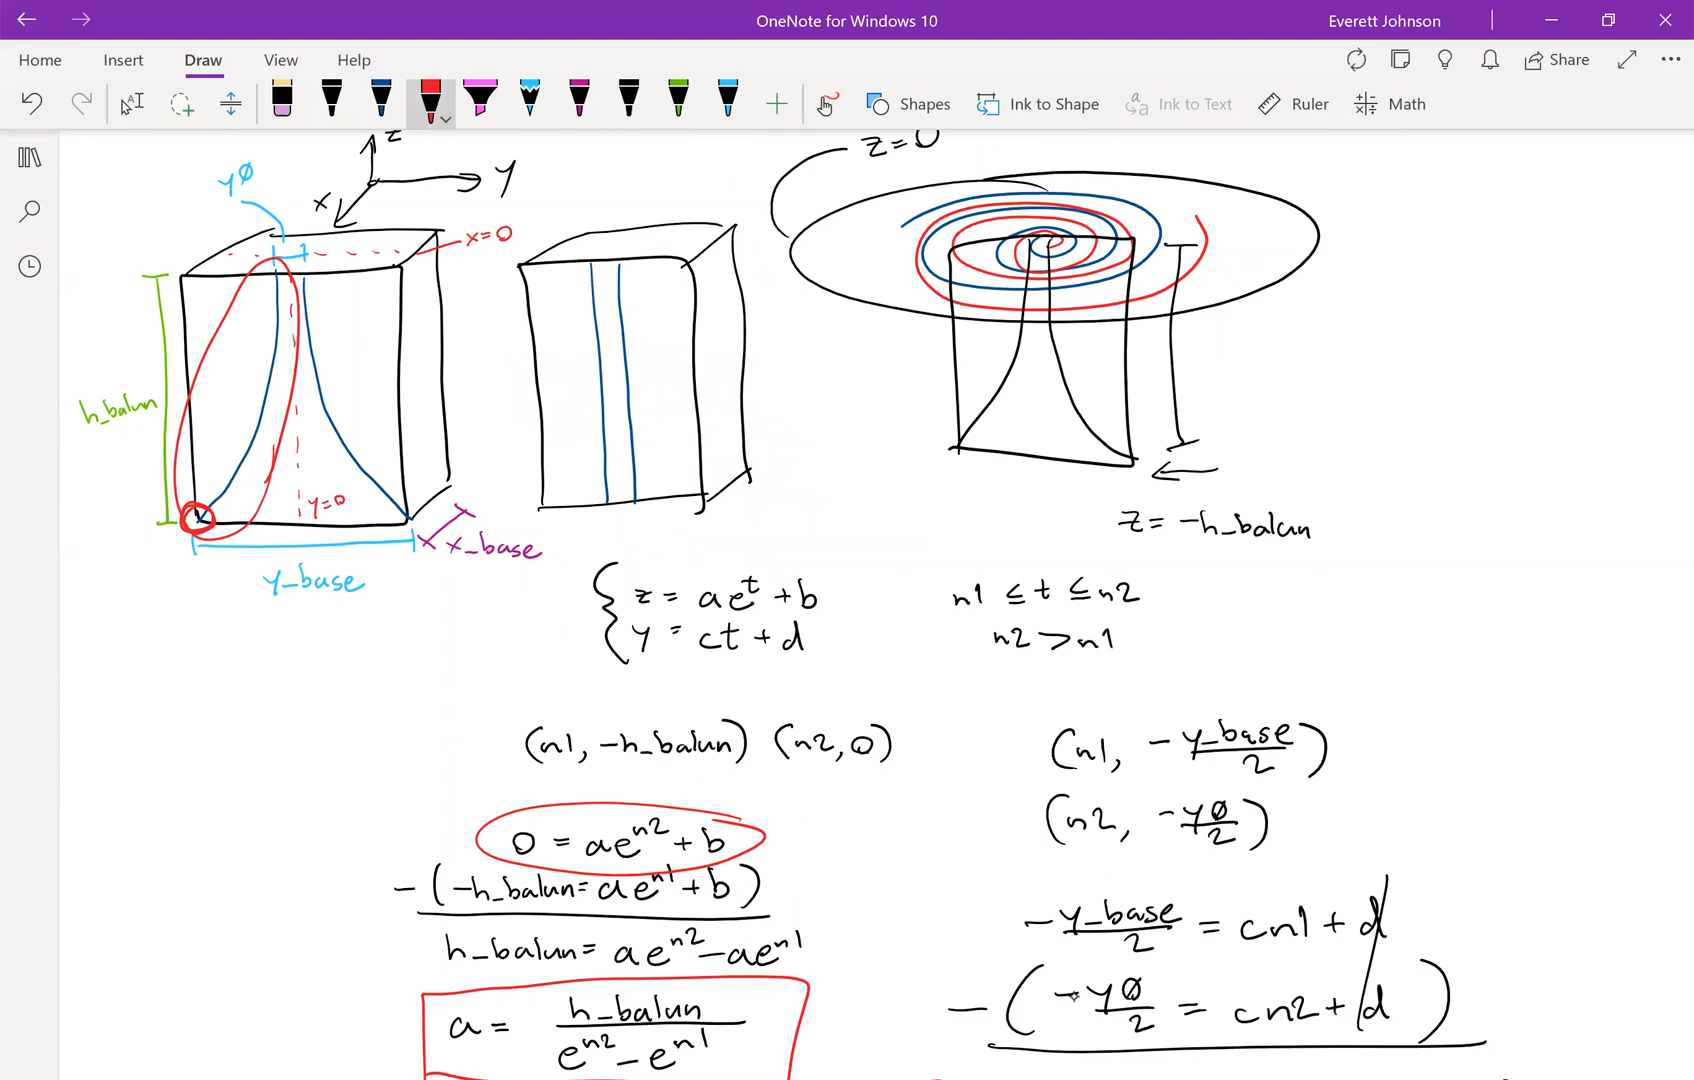 OneNote for Windows 10
Everett Johnson
Home Insert Draw View Help
Share
Shapes
Ink to Shape
Ink to Text
Ruler
Math
z
y
x
yØ
x=0
h_balun
y=0
x_base
y_base
z=0
z = -h_balun
z = ae^t + b
y = ct + d
n1 ≤ t ≤ n2
n2 > n1
(n1, -h_balun) (n2, 0)
(n1, -y_base/2)
(n2, -yØ/2)
0 = ae^n2 + b
- (-h_balun = ae^n1 + b)
h_balun = ae^n2 - ae^n1
a = h_balun/(e^n2 - e^n1)
-y_base/2 = cn1 + d
- (-yØ/2 = cn2 + d)